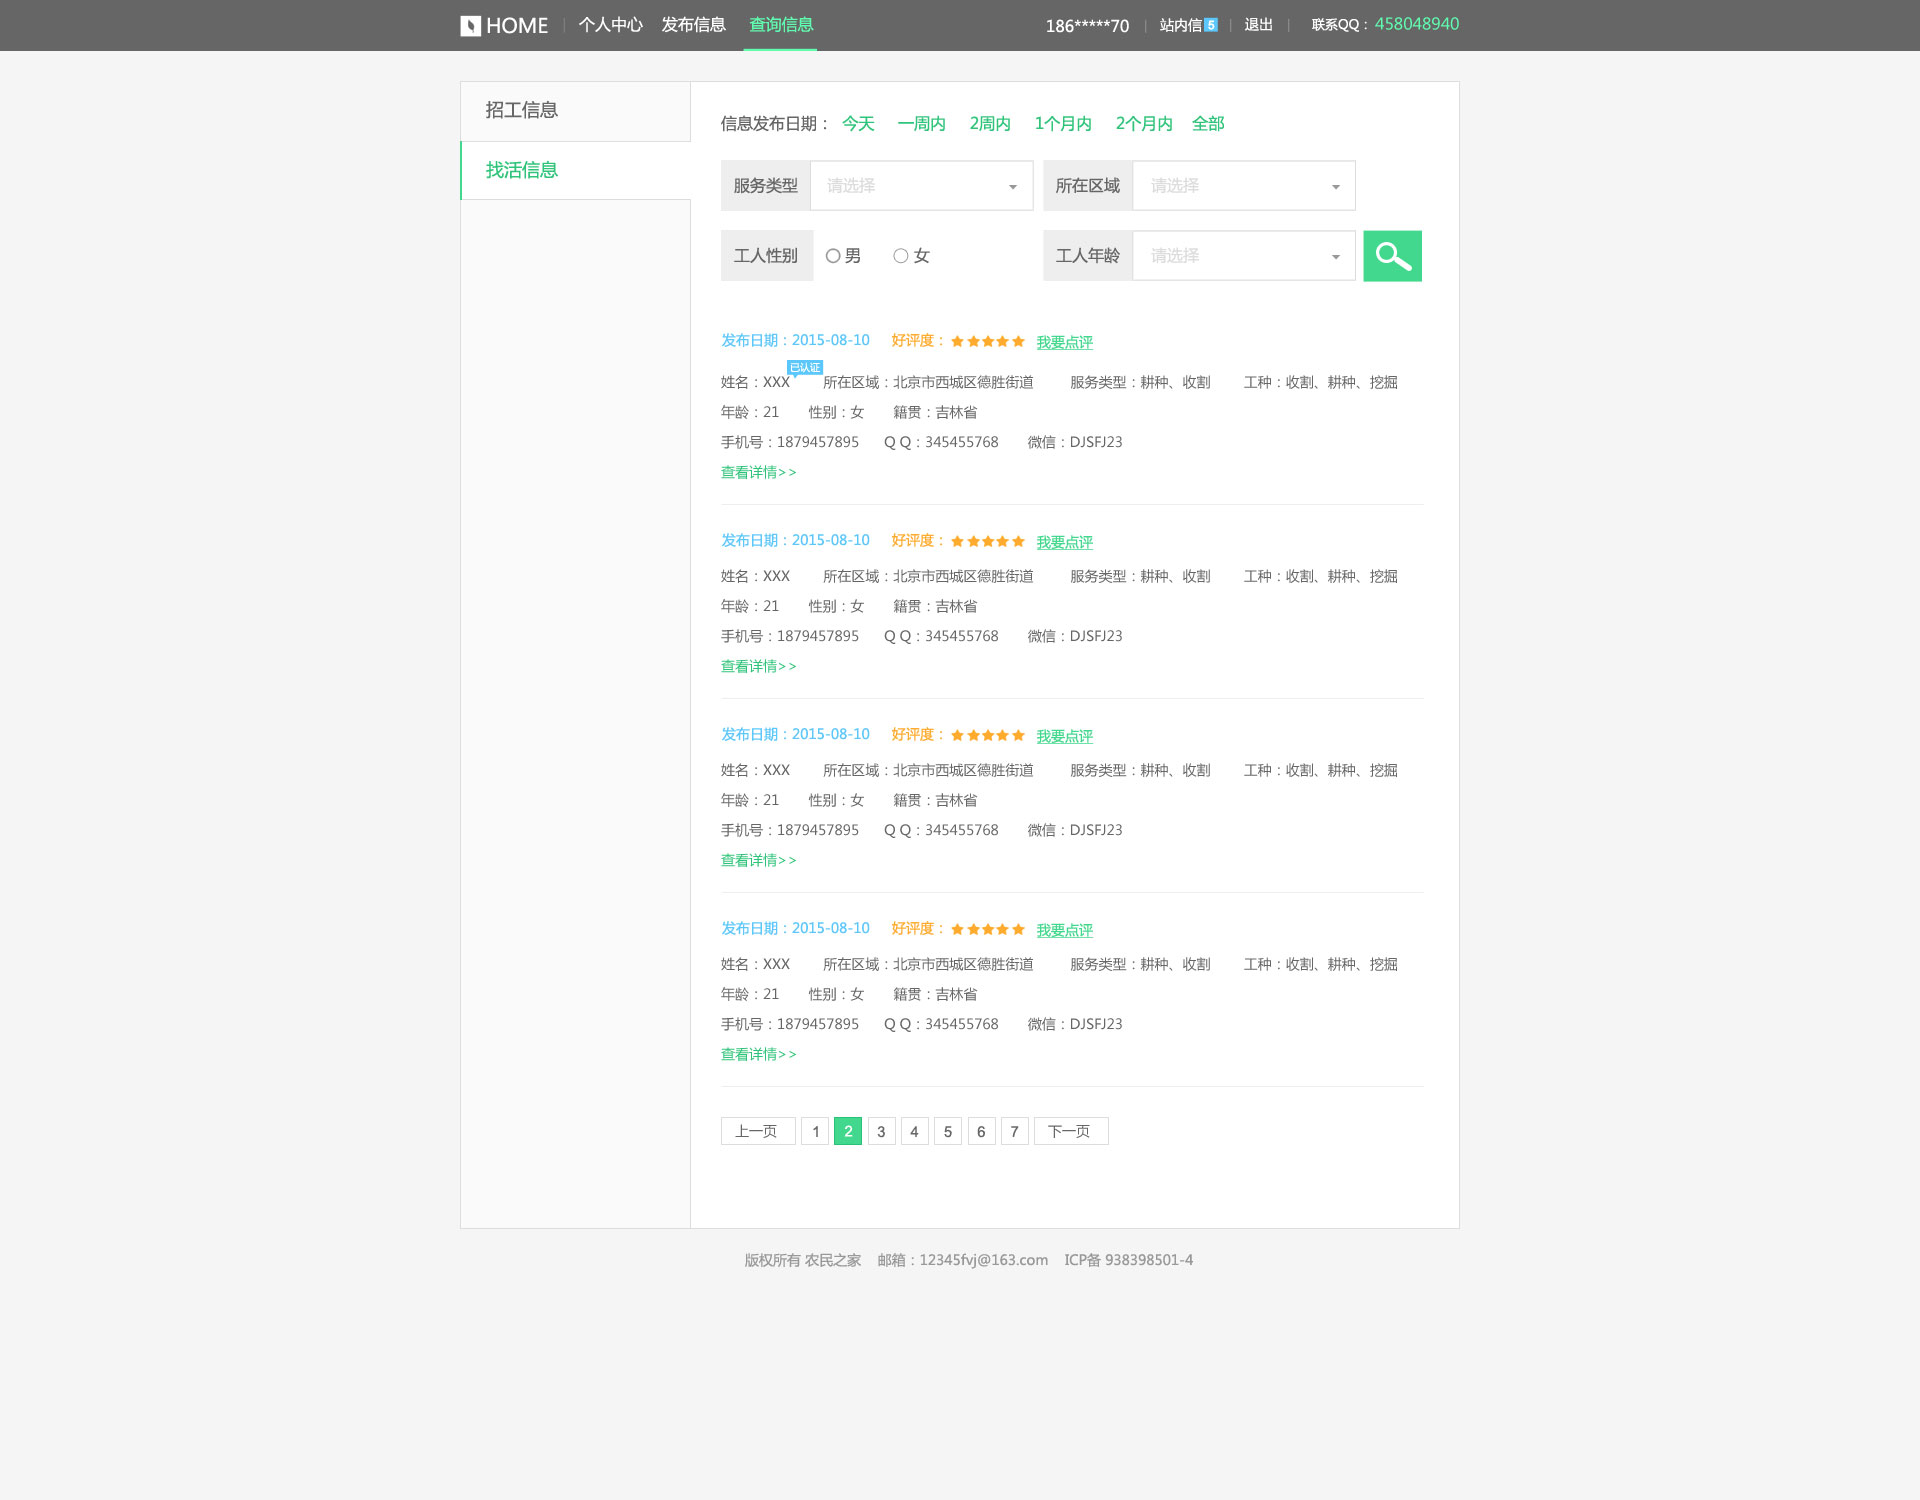 HOME | 个人中心 发布信息 查询信息 186*****70 | 站内信 5 | 退出 | 联系QQ：458048940
招工信息
找活信息
信息发布日期： 今天 一周内 2周内 1个月内 2个月内 全部
服务类型 请选择 所在区域 请选择
工人性别 男 女 工人年龄 请选择
发布日期：2015-08-10 好评度：★★★★★ 我要点评
已认证
姓名：XXX 所在区域：北京市西城区德胜街道 服务类型：耕种、收割 工种：收割、耕种、挖掘
年龄：21 性别：女 籍贯：吉林省
手机号：1879457895 Q Q：345455768 微信：DJSFJ23
查看详情>>
发布日期：2015-08-10 好评度：★★★★★ 我要点评
姓名：XXX 所在区域：北京市西城区德胜街道 服务类型：耕种、收割 工种：收割、耕种、挖掘
年龄：21 性别：女 籍贯：吉林省
手机号：1879457895 Q Q：345455768 微信：DJSFJ23
查看详情>>
发布日期：2015-08-10 好评度：★★★★★ 我要点评
姓名：XXX 所在区域：北京市西城区德胜街道 服务类型：耕种、收割 工种：收割、耕种、挖掘
年龄：21 性别：女 籍贯：吉林省
手机号：1879457895 Q Q：345455768 微信：DJSFJ23
查看详情>>
发布日期：2015-08-10 好评度：★★★★★ 我要点评
姓名：XXX 所在区域：北京市西城区德胜街道 服务类型：耕种、收割 工种：收割、耕种、挖掘
年龄：21 性别：女 籍贯：吉林省
手机号：1879457895 Q Q：345455768 微信：DJSFJ23
查看详情>>
上一页 1 2 3 4 5 6 7 下一页
版权所有 农民之家 邮箱：12345fvj@163.com ICP备 938398501-4